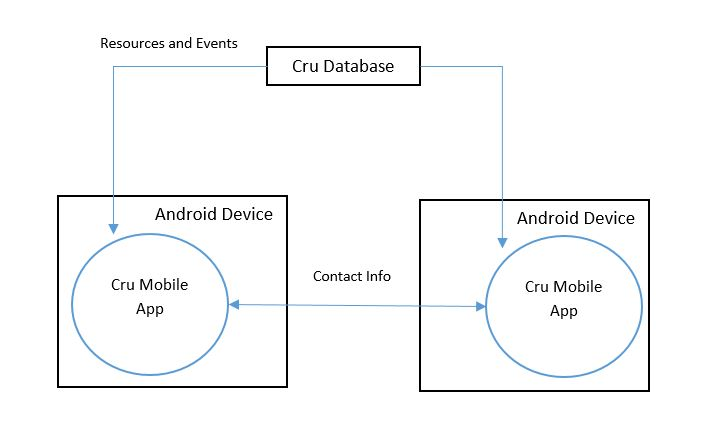 Resources and Events
Cru Database
Android Device
Cru Mobile
App
Contact Info
Android Device
Cru Mobile
App